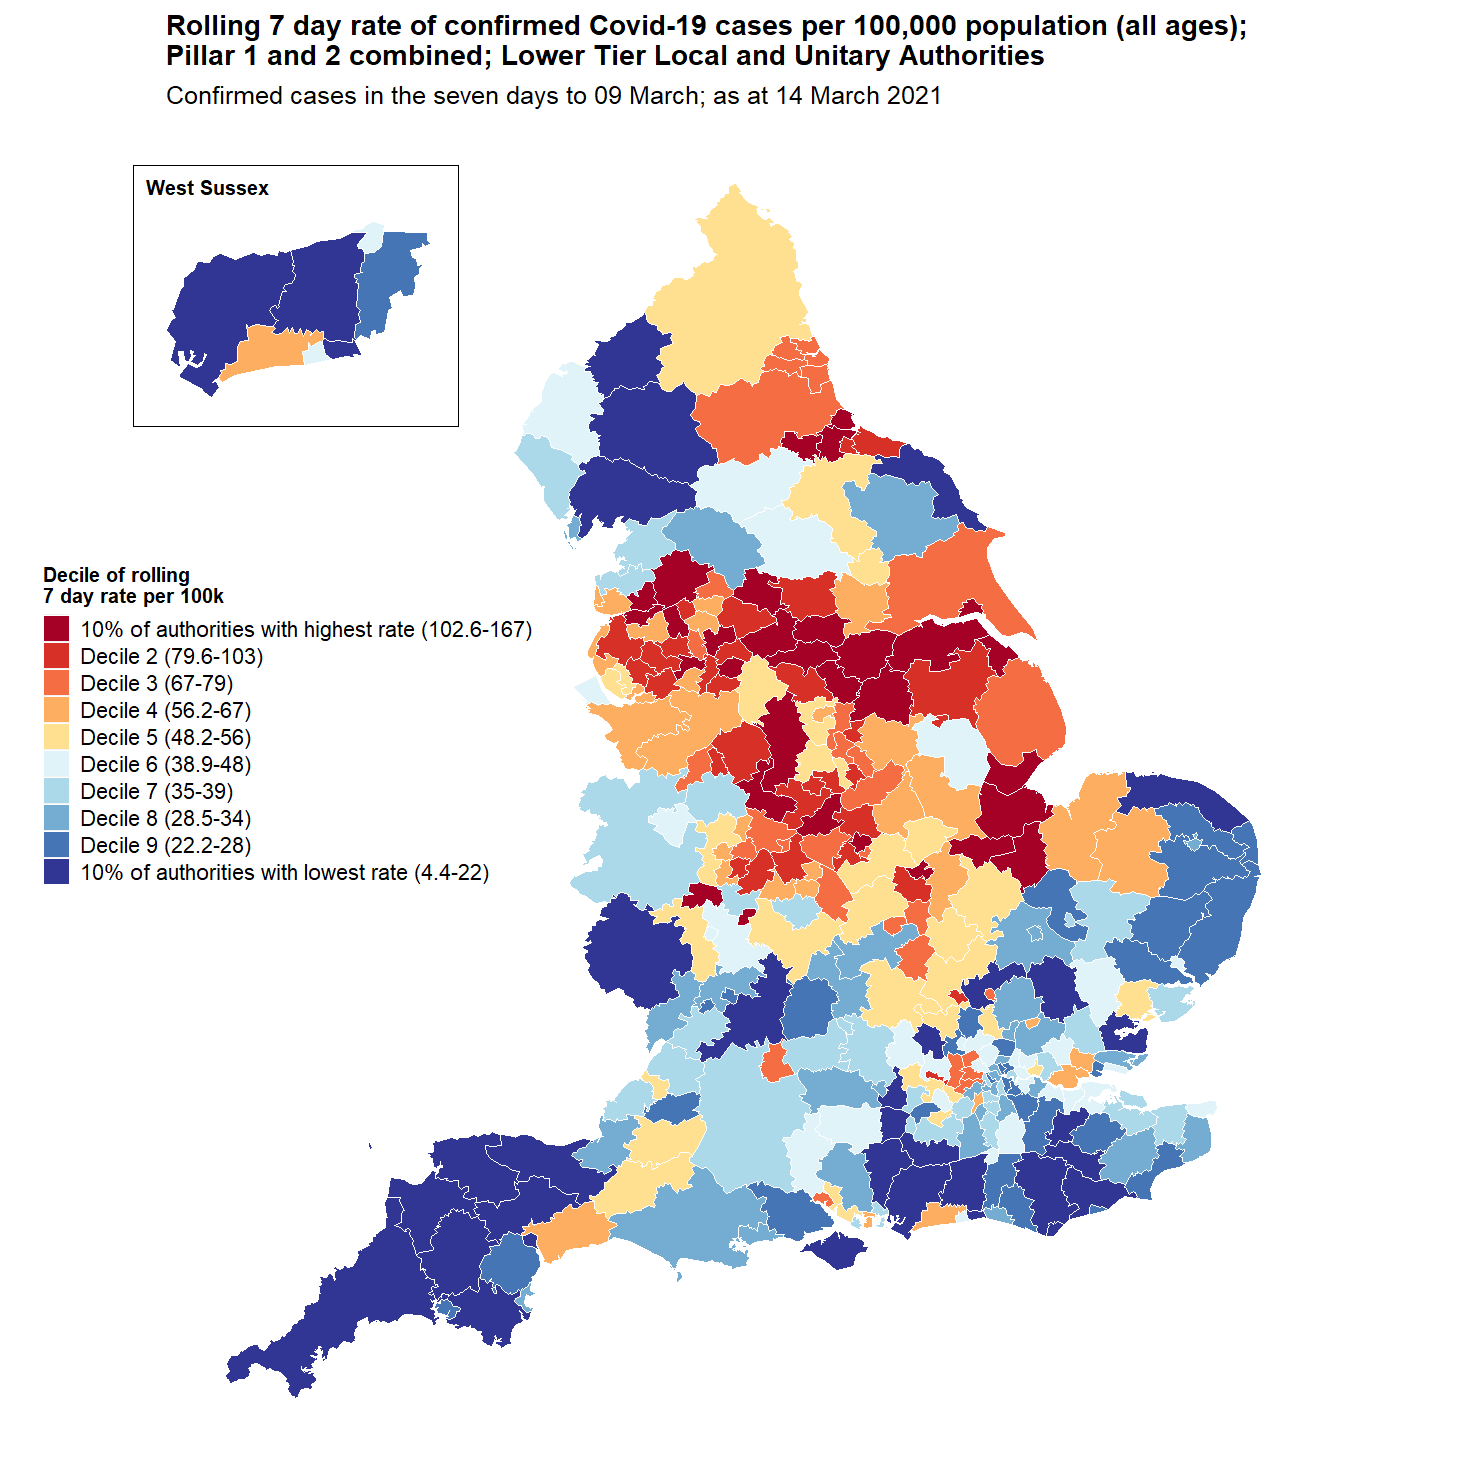 Rolling 7 day rate of confirmed Covid-19 cases per 100,000 population (all ages);
Pillar 1 and 2 combined; Lower Tier Local and Unitary Authorities
Confirmed cases in the seven days to 09 March; as at 14 March 2021
West Sussex
Decile of rolling
7 day rate per 100k
10% of authorities with highest rate (102.6-167)
Decile 2 (79.6-103)
Decile 3 (67-79)
Decile 4 (56.2-67)
Decile 5 (48.2-56)
Decile 6 (38.9-48)
Decile 7 (35-39)
Decile 8 (28.5-34)
Decile 9 (22.2-28)
10% of authorities with lowest rate (4.4-22)